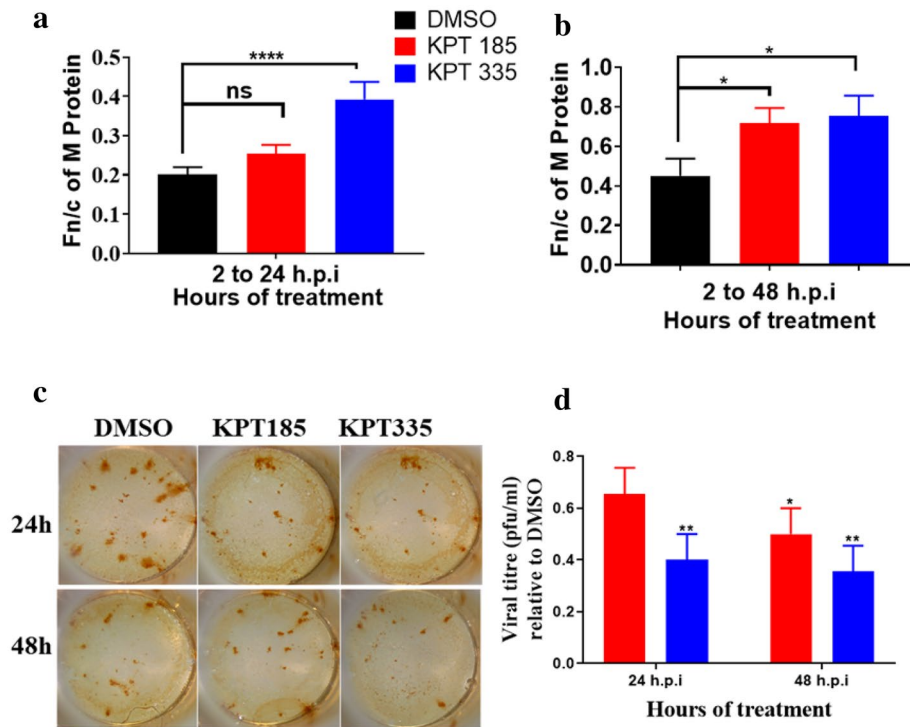 a
DMSO
KPT 185
KPT 335
Fn/c of M Protein
0.5
0.4
0.3
0.2
0.1
0.0
****
ns
2 to 24 h.p.i
Hours of treatment
b
Fn/c of M Protein
1.0
0.8
0.6
0.4
0.2
0.0
*
*
2 to 48 h.p.i
Hours of treatment
c
DMSO KPT185 KPT335
24h
48h
d
Viral titre (pfu/ml)
relative to DMSO
0.8
0.6
0.4
0.2
0.0
**
*
**
24 h.p.i 48 h.p.i
Hours of treatment